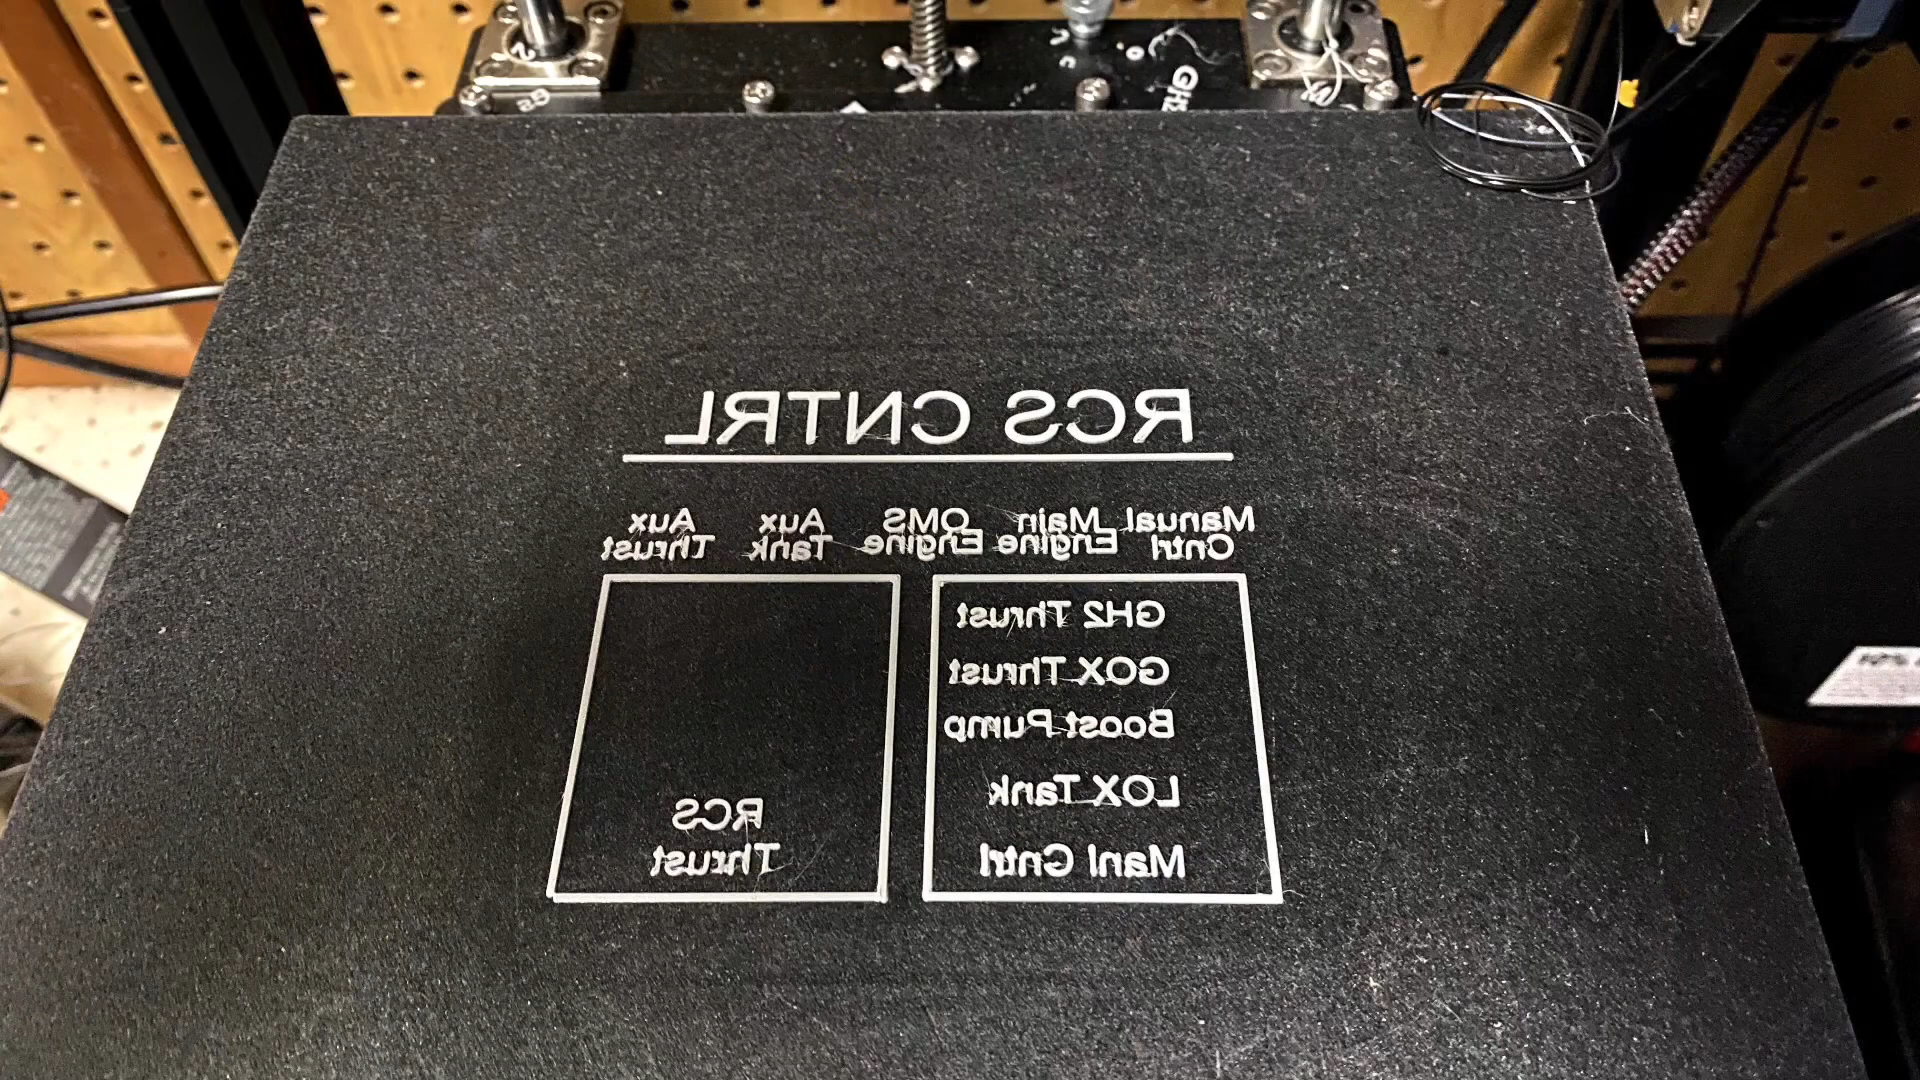 GH2
RCS CNTRL
Manual Main OMS Aux Aux
Cntrl Engine Engine Tank Thrust
GH2 Thrust
GOX Thrust
Boost Pump
LOX Tank
Manl Cntrl
RCS
Thrust